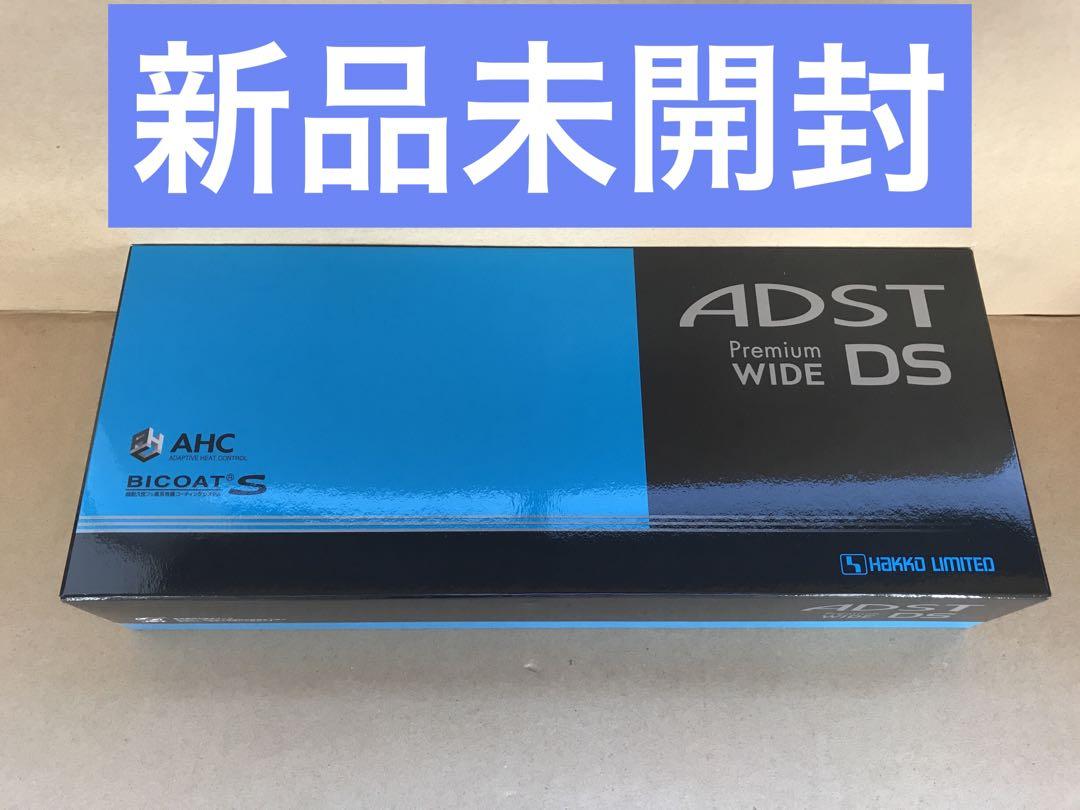 新品未開封
ADST
Premium
WIDE DS
AHC
ADAPTIVE HEAT CONTROL
BICOAT® S
HAKKO LIMITED
ADST
WIDE DS